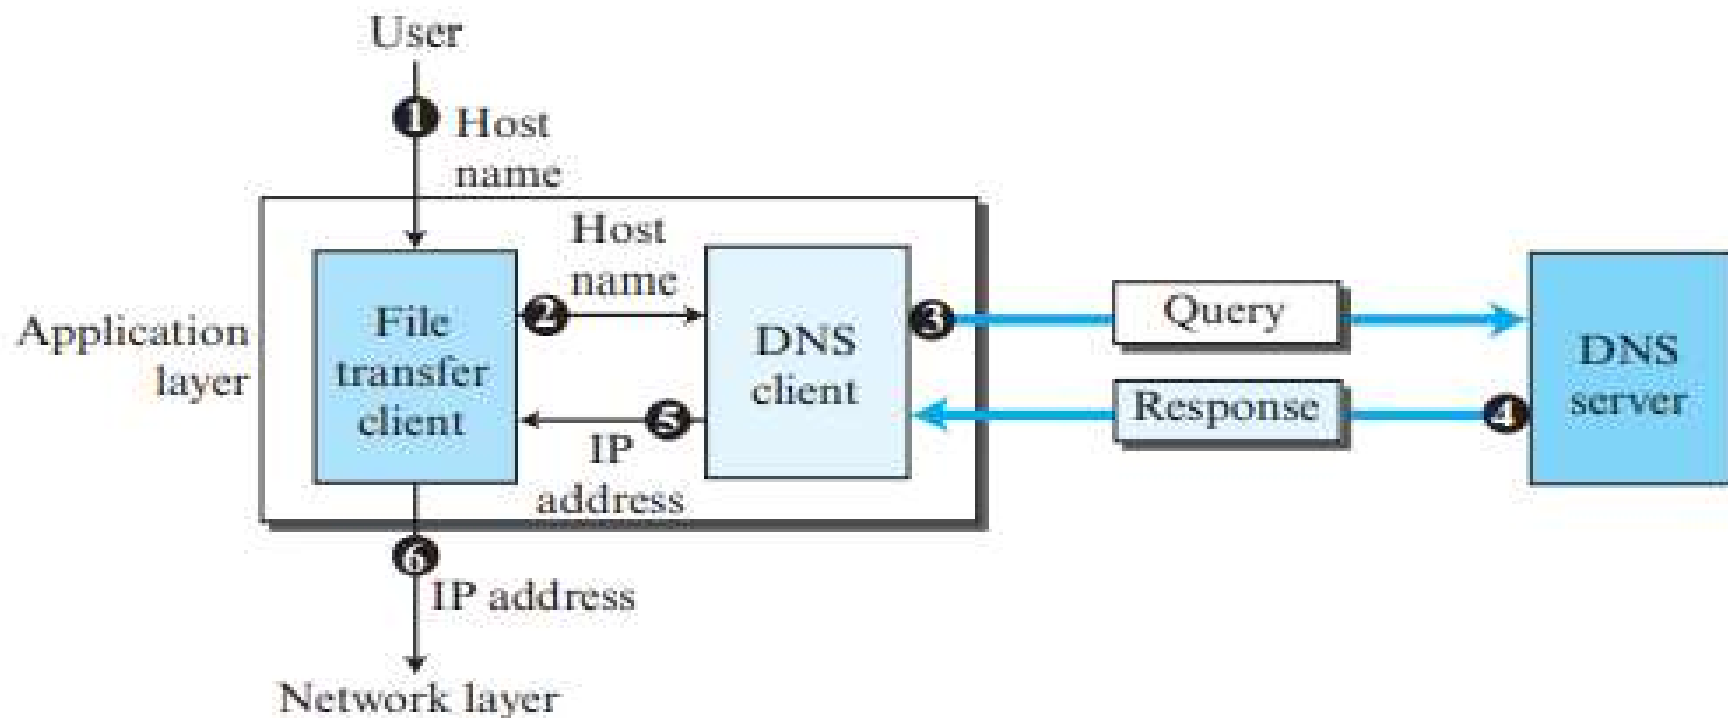 User
1
Host
name
Host
name
Application
layer
File
transfer
client
2
DNS
client
3
Query
DNS
server
Response
4
5
IP
address
6
IP address
Network layer